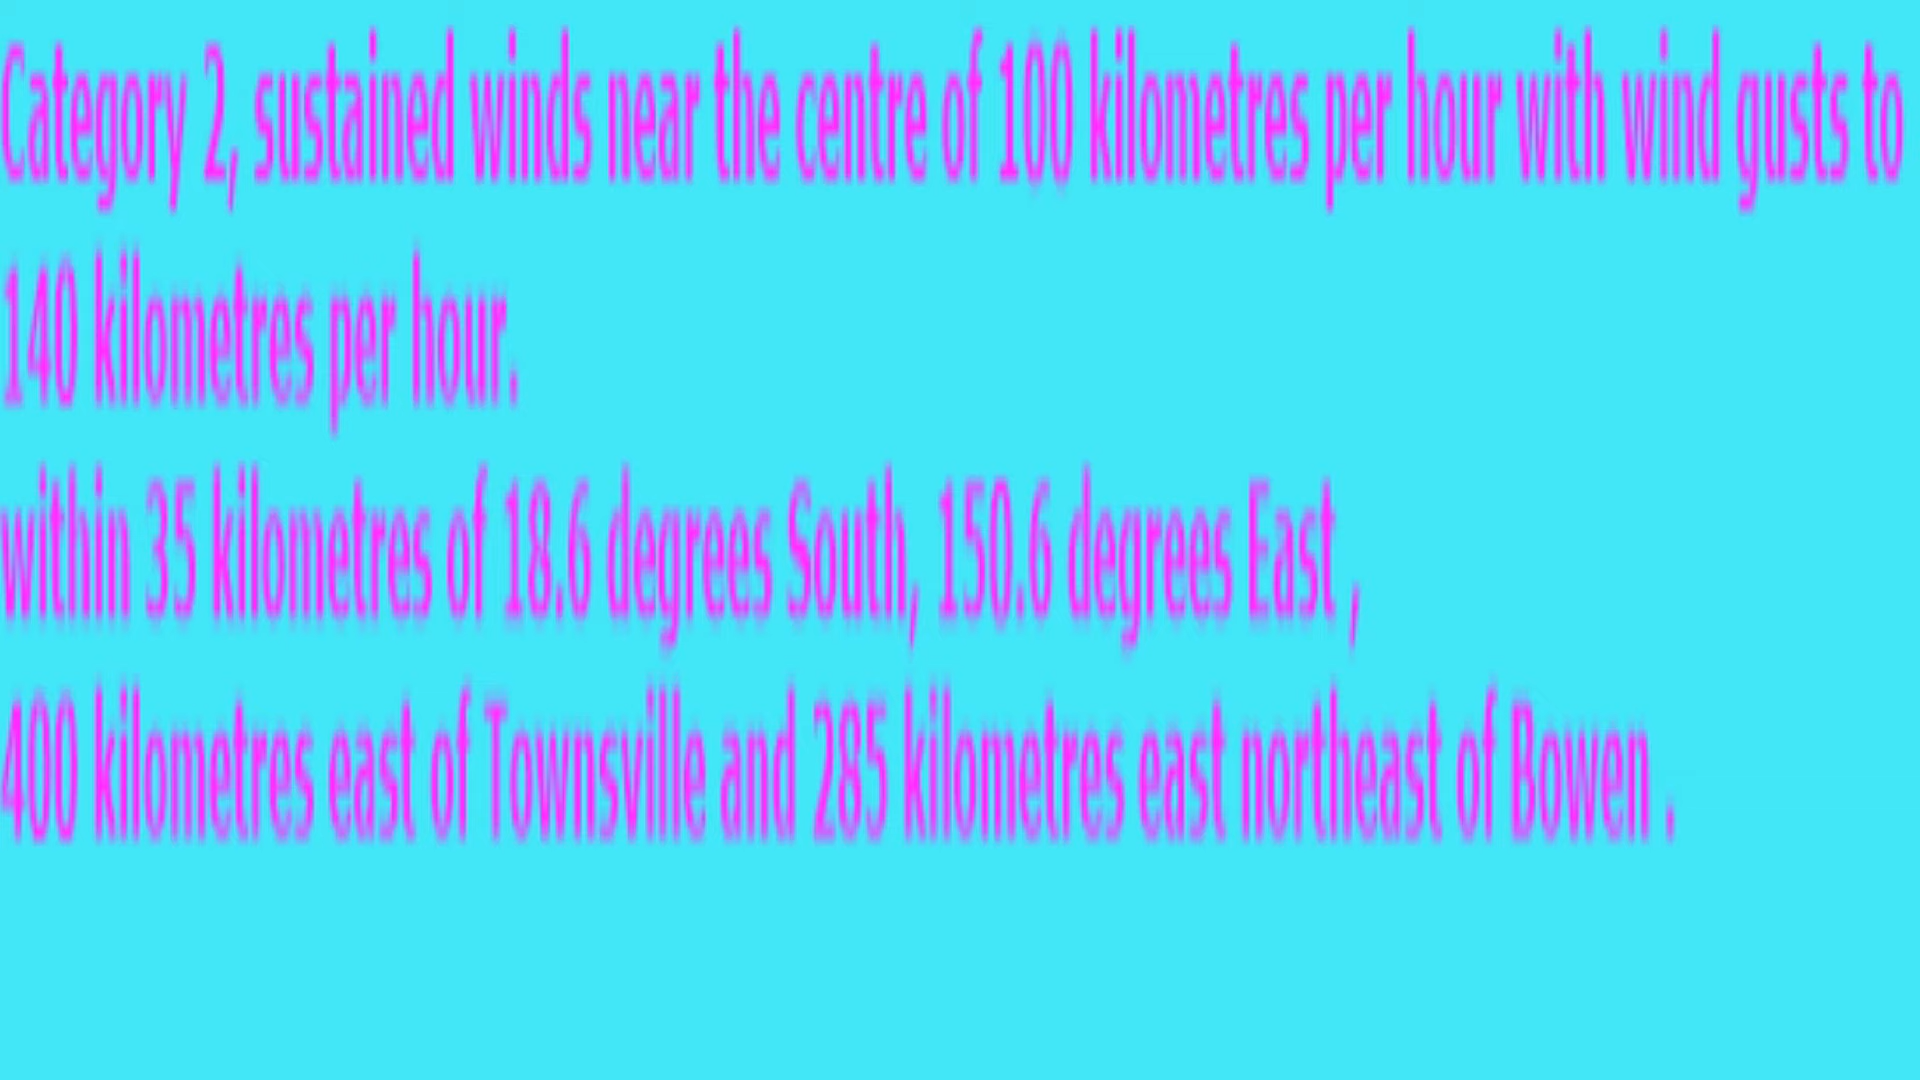 Category 2, sustained winds near the centre of 100 kilometres per hour with wind gusts to
140 kilometres per hour.
within 35 kilometres of 18.6 degrees South, 150.6 degrees East ,
400 kilometres east of Townsville and 285 kilometres east northeast of Bowen .